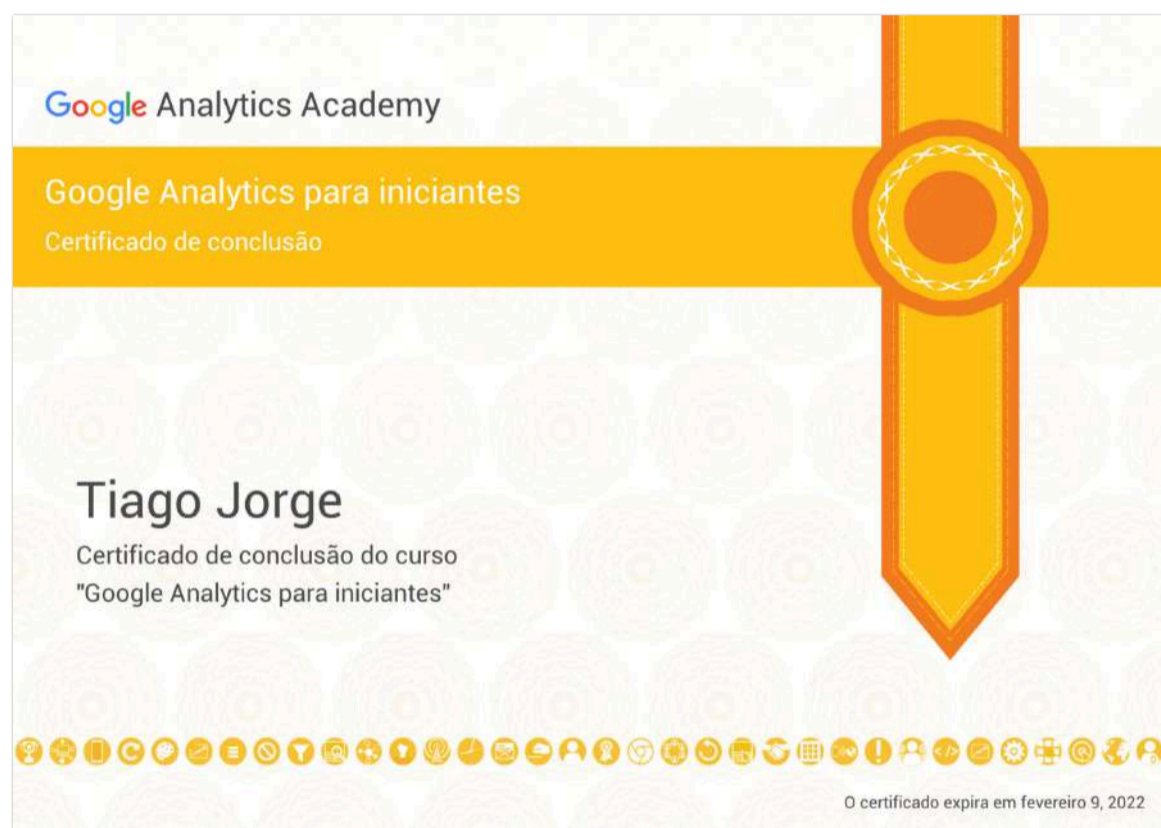 Google Analytics Academy
Google Analytics para iniciantes
Certificado de conclusão
Tiago Jorge
Certificado de conclusão do curso
"Google Analytics para iniciantes"
O certificado expira em fevereiro 9, 2022